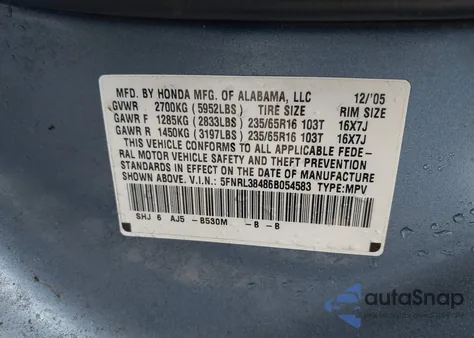 MFD. BY HONDA MFG. OF ALABAMA, LLC 12/'05
GVWR 2700KG (5952LBS) TIRE SIZE RIM SIZE
GAWR F 1285KG (2833LBS) 235/65R16 103T 16X7J
GAWR R 1450KG (3197LBS) 235/65R16 103T 16X7J
THIS VEHICLE CONFORMS TO ALL APPLICABLE FEDE-
RAL MOTOR VEHICLE SAFETY AND THEFT PREVENTION
STANDARDS IN EFFECT ON THE DATE OF MANUFACTURE
SHOWN ABOVE. V.I.N.: 5FNRL38486B054583 TYPE:MPV
SHJ 6 AJ5 -B530M -B -B
autoSnap